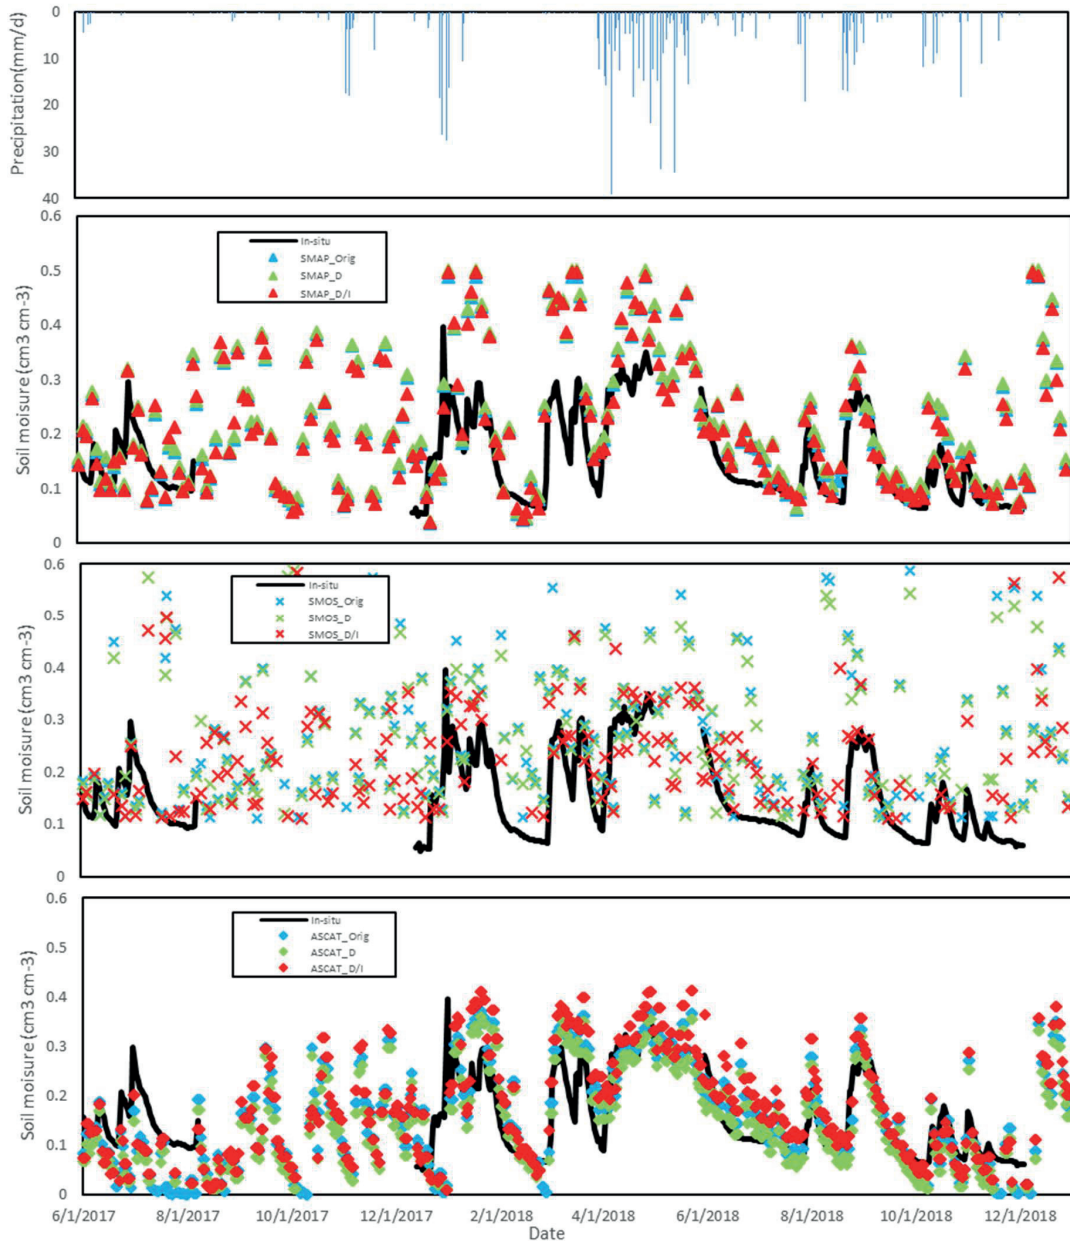 Precipitation(mm/d)
0
10
20
30
40
Soil moisure (cm3 cm-3)
0.6
0.5
0.4
0.3
0.2
0.1
0
In-situ
SMAP_Orig
SMAP_D
SMAP_D/I
Soil moisure (cm3 cm-3)
0.6
0.5
0.4
0.3
0.2
0.1
0
In-situ
SMOS_Orig
SMOS_D
SMOS_D/I
Soil moisure (cm3 cm-3)
0.6
0.5
0.4
0.3
0.2
0.1
0
In-situ
ASCAT_Orig
ASCAT_D
ASCAT_D/I
6/1/2017 8/1/2017 10/1/2017 12/1/2017 2/1/2018 4/1/2018 6/1/2018 8/1/2018 10/1/2018 12/1/2018
Date